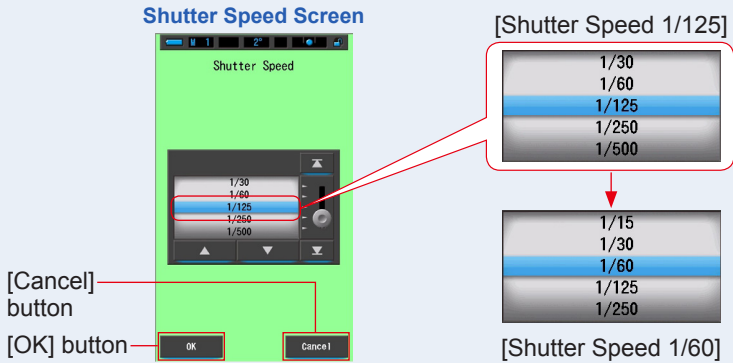 Shutter Speed Screen
M 1 2°
Shutter Speed
1/30
1/60
1/125
1/250
1/500
[Cancel]
button
[OK] button
OK
Cancel
[Shutter Speed 1/125]
1/30
1/60
1/125
1/250
1/500
1/15
1/30
1/60
1/125
1/250
[Shutter Speed 1/60]